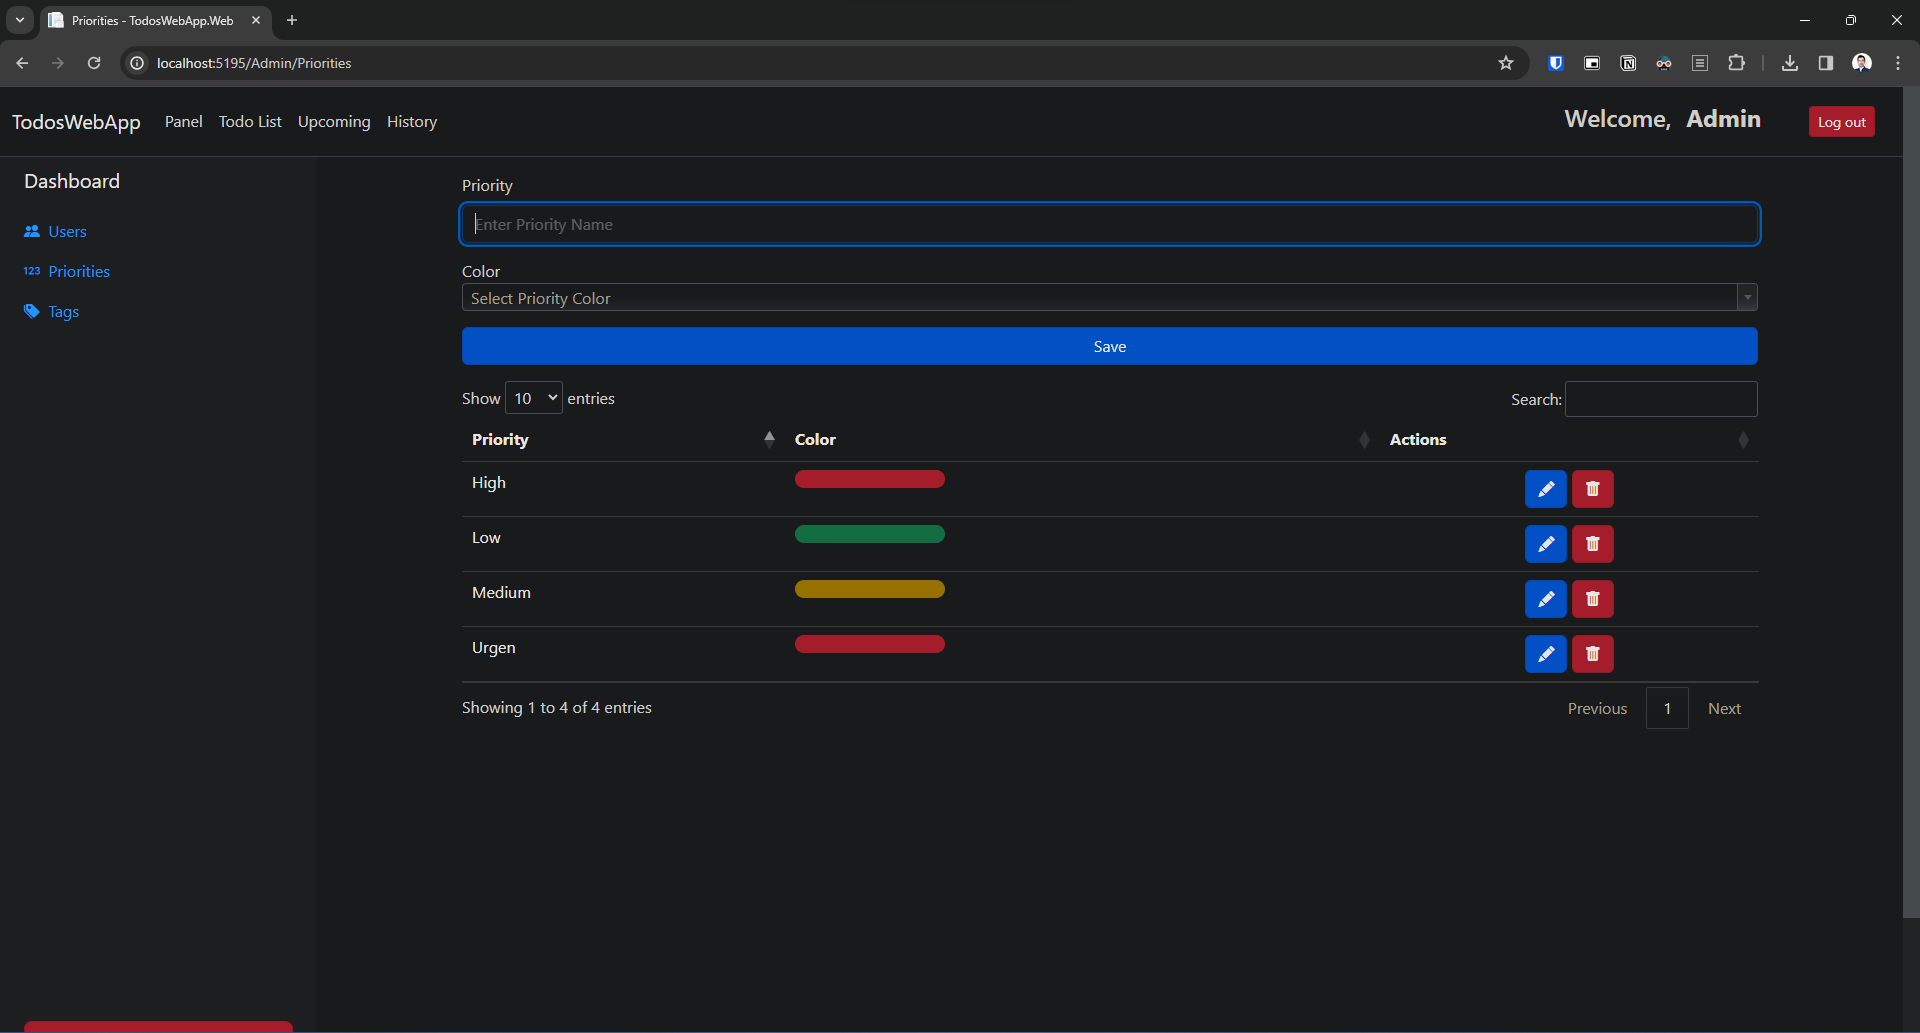 Priorities - TodosWebApp.Web
localhost:5195/Admin/Priorities
TodosWebApp Panel Todo List Upcoming History Welcome, Admin Log out
Dashboard
Users
123 Priorities
Tags
Priority
Enter Priority Name
Color
Select Priority Color
Save
Show 10 entries Search:
Priority Color Actions
High
Low
Medium
Urgen
Showing 1 to 4 of 4 entries Previous 1 Next